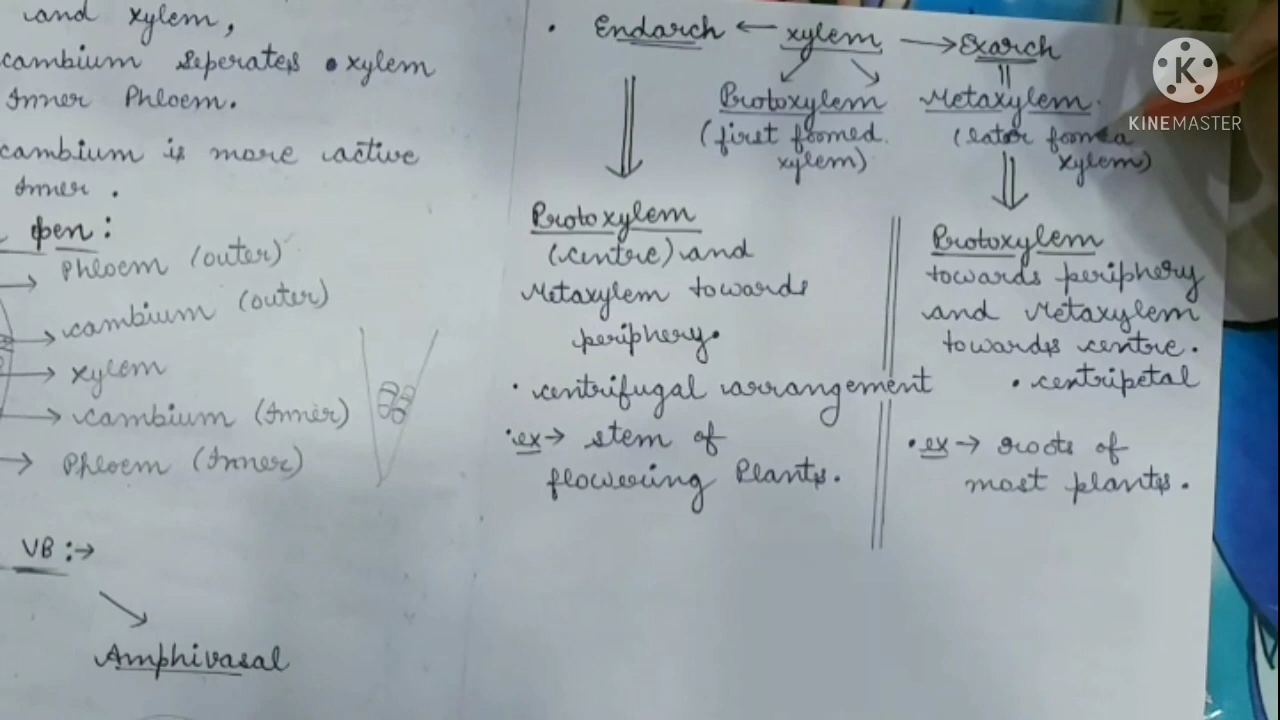 and xylem,
cambium seperates • xylem
Inner Phloem.
cambium is more active
Inner .
pen:
Phloem (outer)
cambium (outer)
xylem
cambium (Inner)
Phloem (Inner)
VB:→
Amphivasal
• Endarch ← xylem → Exarch
Protoxylem
(first formed
xylem)
Metaxylem
(later formed
xylem)
Protoxylem
(centre) and
Metaxylem towards
periphery.
• centrifugal arrangement
• ex → stem of
flowering Plants.
Protoxylem
towards periphery
and Metaxylem
towards centre.
• centripetal
• ex → roots of
most plants.
K
KINEMASTER